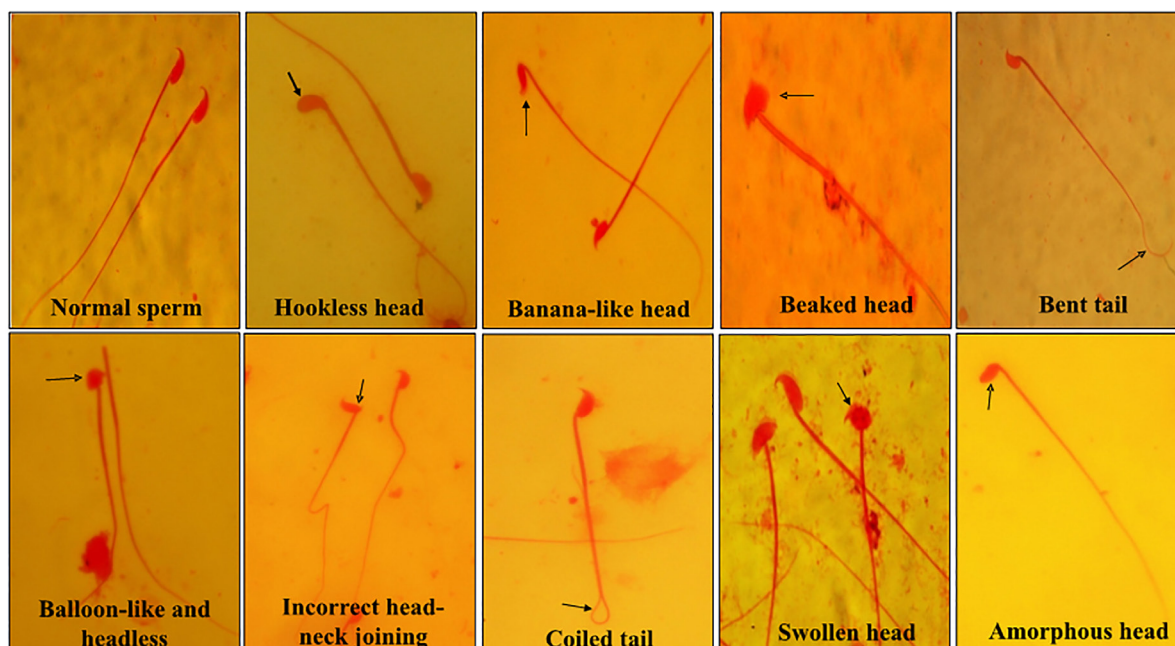 Normal sperm
Hookless head
Banana-like head
Beaked head
Bent tail
Balloon-like and
headless
Incorrect head-
neck joining
Coiled tail
Swollen head
Amorphous head